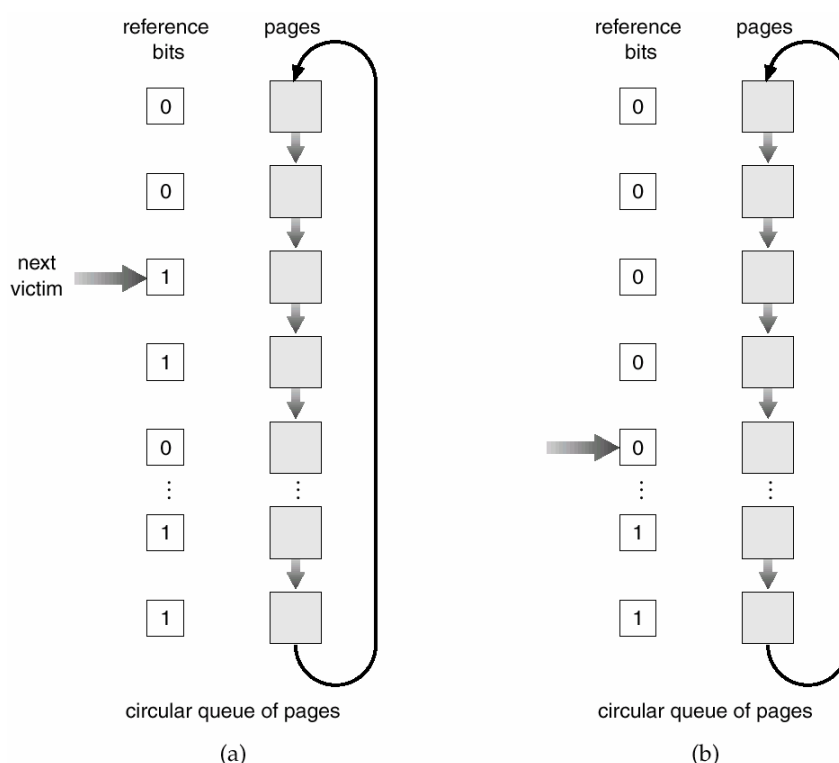 reference bits
pages
0
0
next victim
1
1
0
1
1
circular queue of pages
(a)
reference bits
pages
0
0
0
0
0
1
1
circular queue of pages
(b)